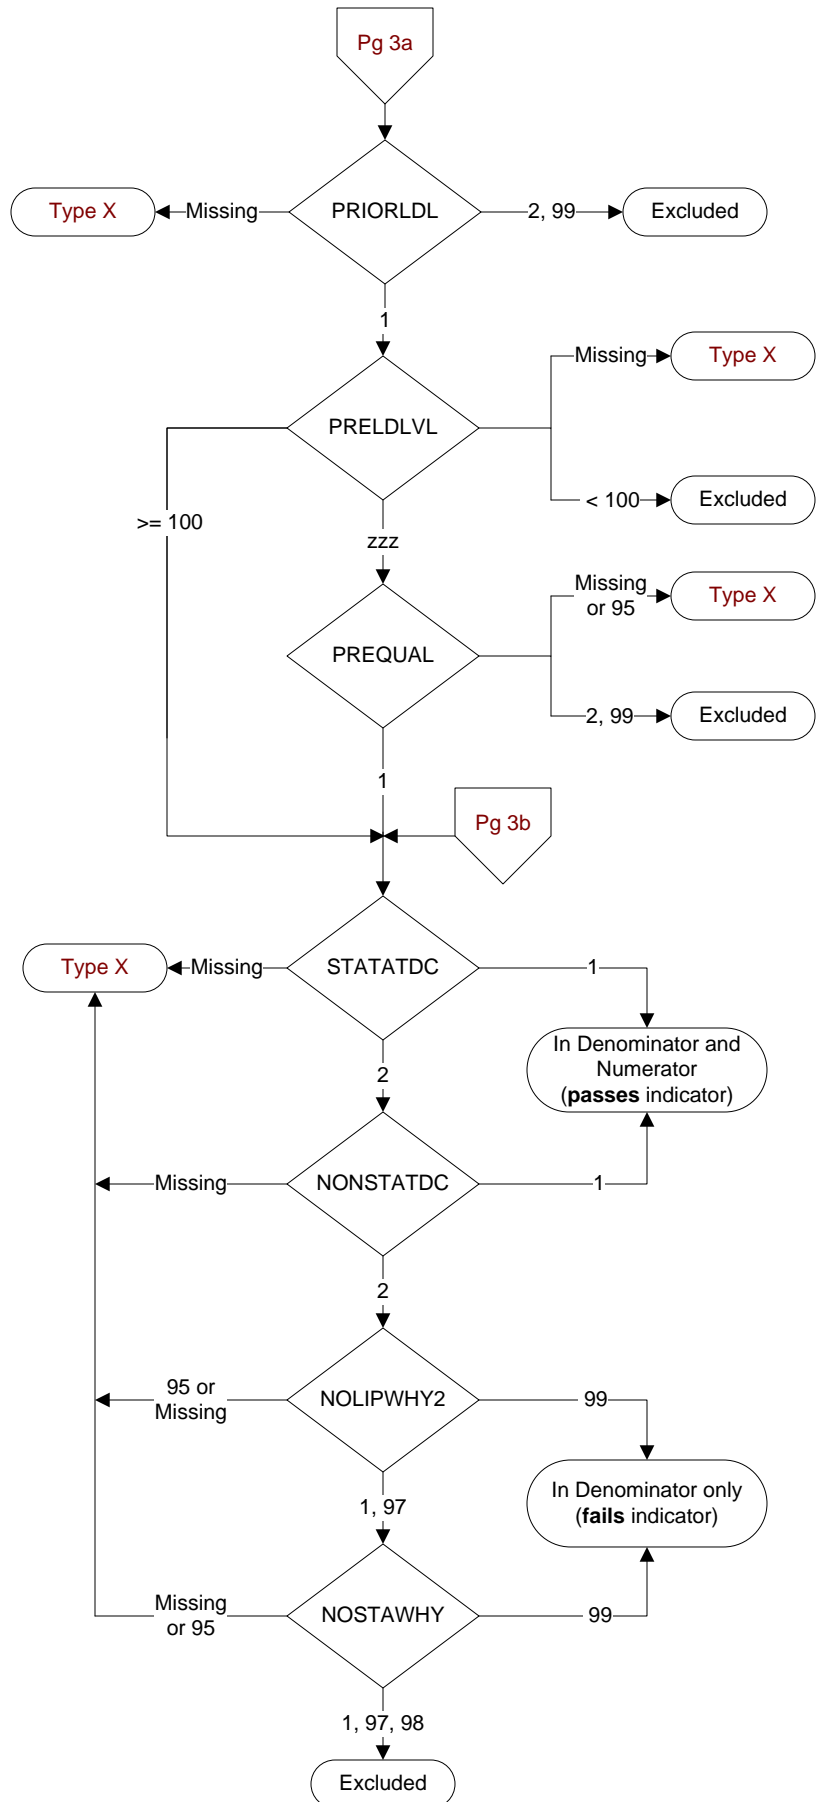 Pg 3a
Type X
Missing
PRIORLDL
2, 99
Excluded
1
Missing
Type X
PRELDLVL
< 100
Excluded
>= 100
zzz
Missing
or 95
Type X
PREQUAL
2, 99
Excluded
1
Pg 3b
Type X
Missing
STATATDC
1
In Denominator and
Numerator
(passes indicator)
2
Missing
NONSTATDC
1
2
95 or
Missing
NOLIPWHY2
99
In Denominator only
(fails indicator)
1, 97
Missing
or 95
NOSTAWHY
99
1, 97, 98
Excluded